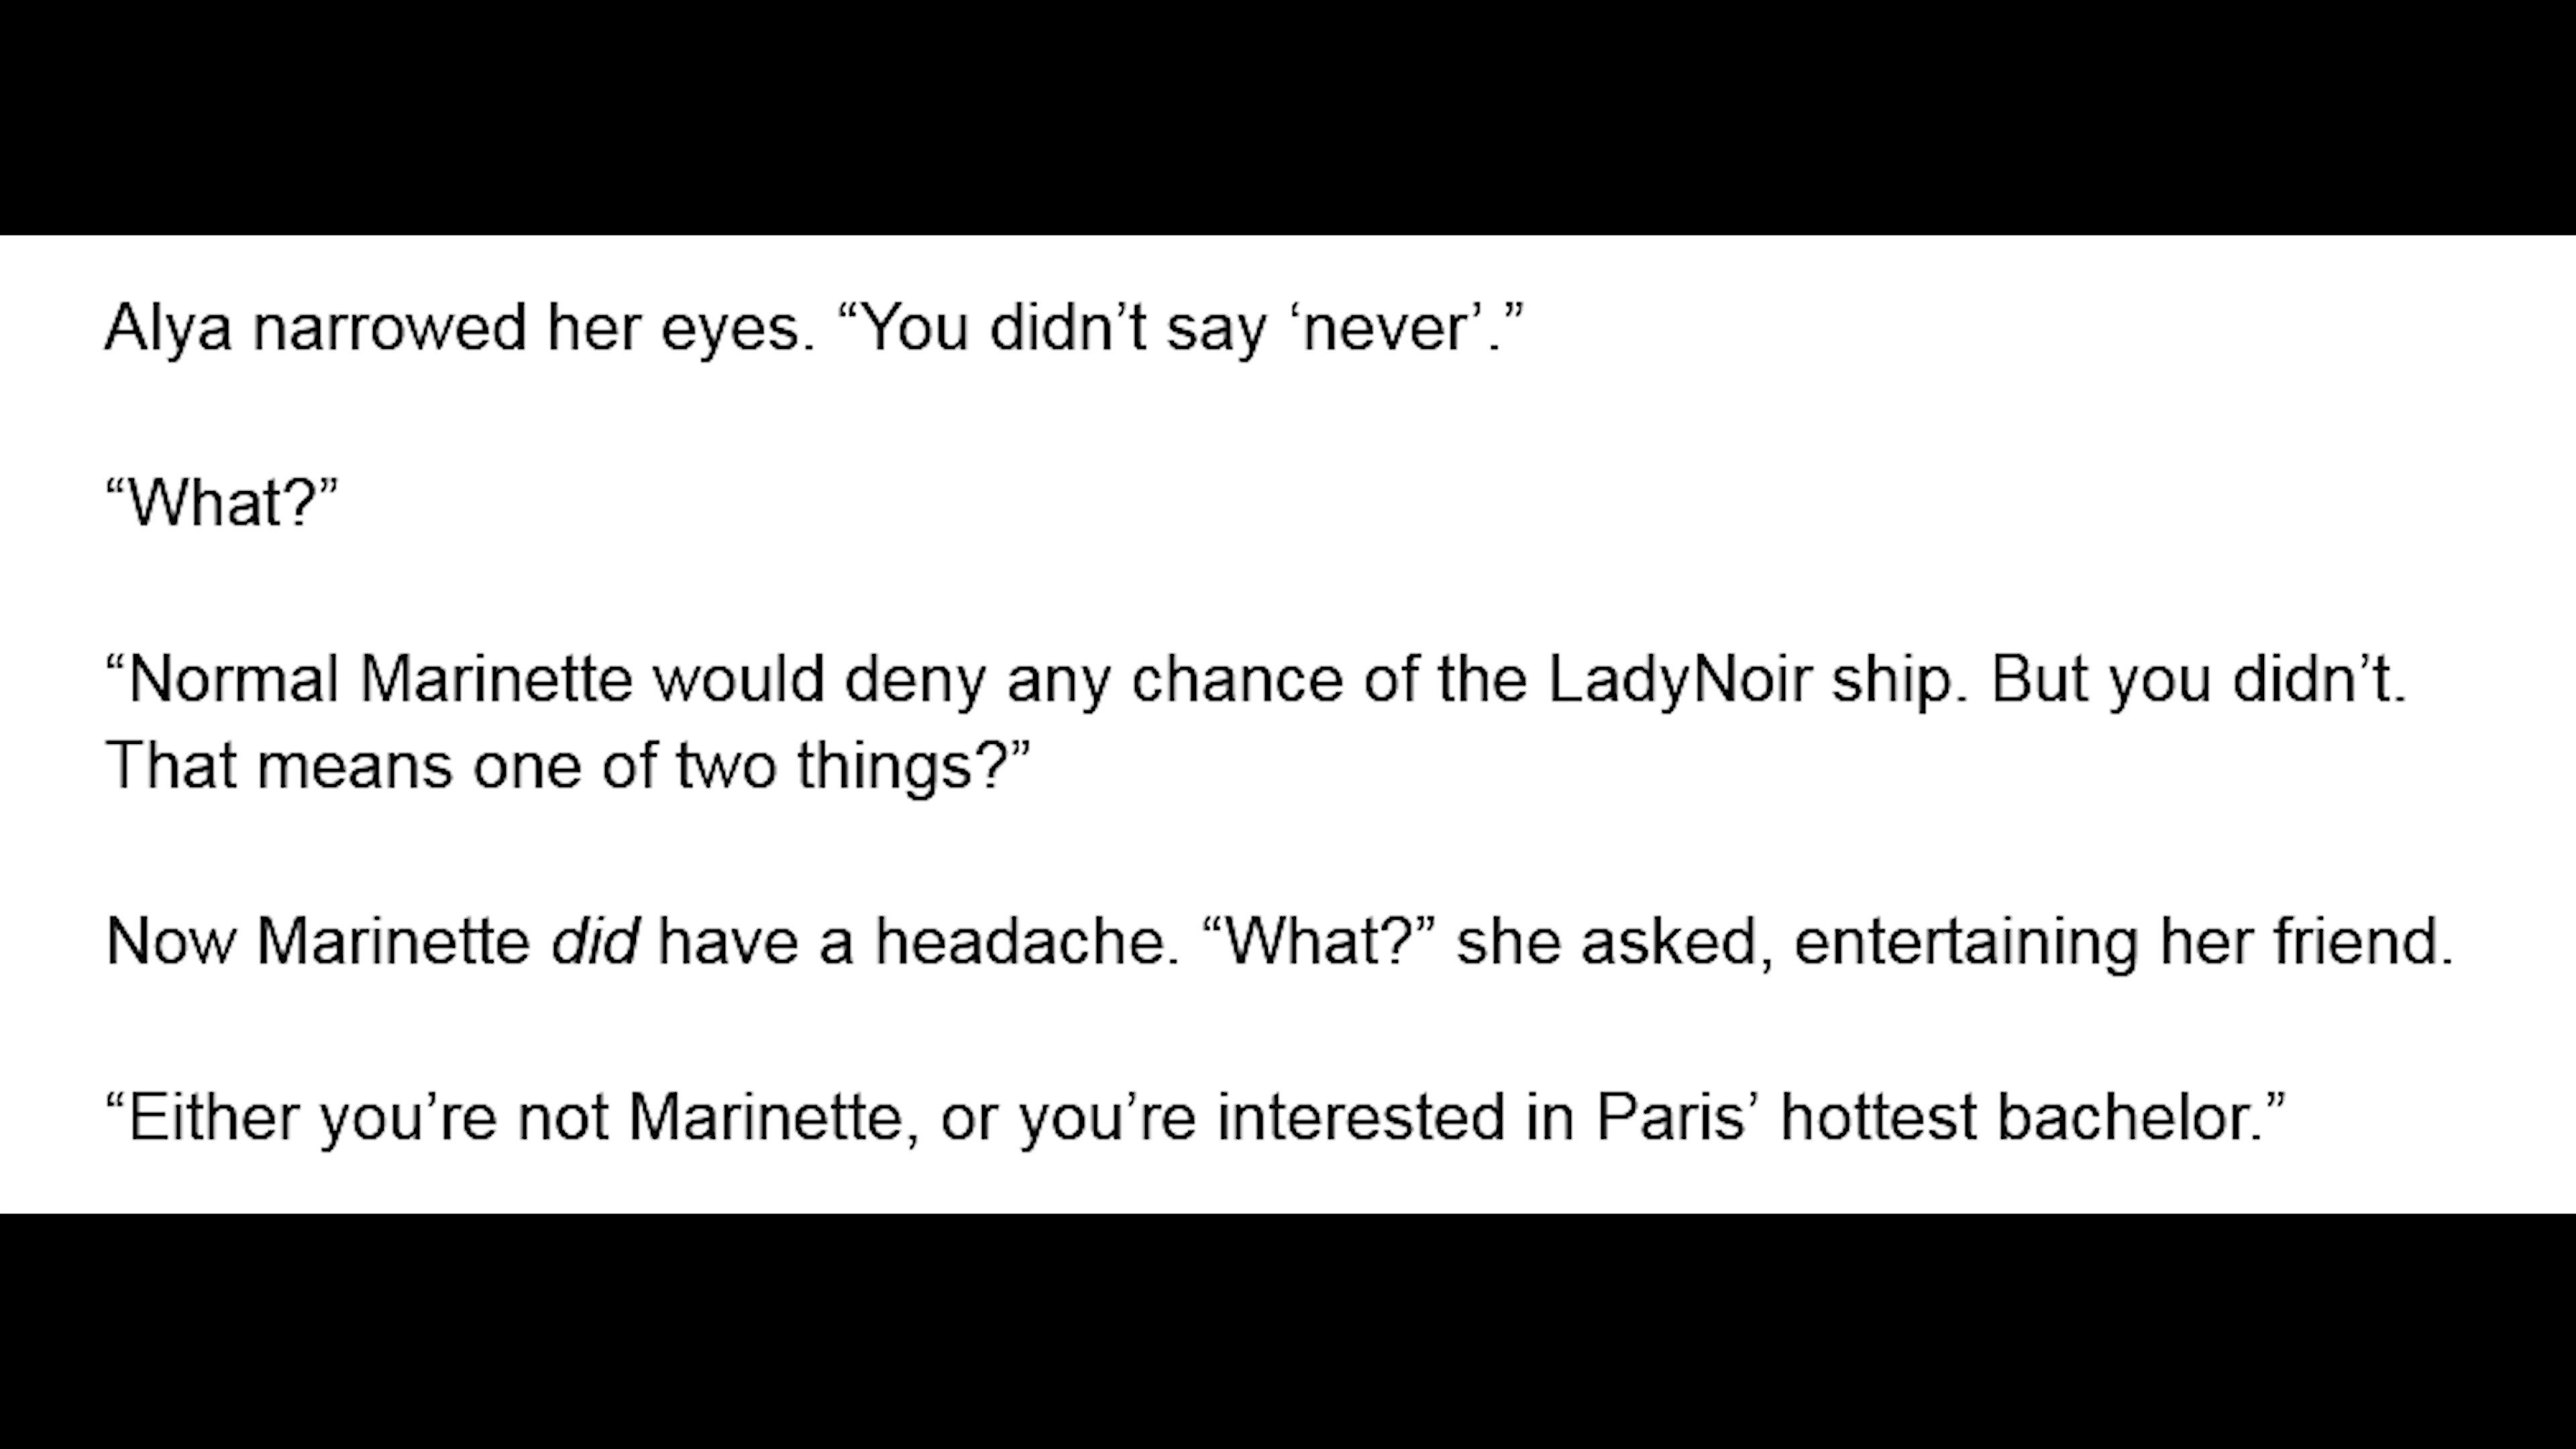 Alya narrowed her eyes. “You didn’t say ‘never’.”
“What?”
“Normal Marinette would deny any chance of the LadyNoir ship. But you didn’t.
That means one of two things?”
Now Marinette did have a headache. “What?” she asked, entertaining her friend.
“Either you’re not Marinette, or you’re interested in Paris’ hottest bachelor.”